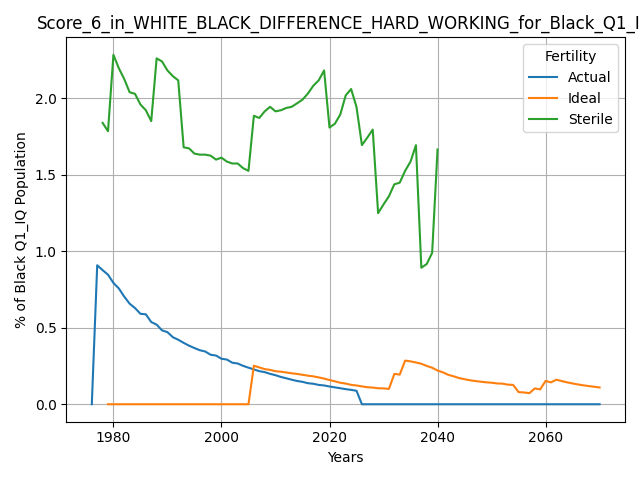 Score_6_in_WHITE_BLACK_DIFFERENCE_HARD_WORKING_for_Black_Q1_I
Fertility
Actual
Ideal
Sterile
% of Black Q1_IQ Population
2.0
1.5
1.0
0.5
0.0
1980 2000 2020 2040 2060
Years